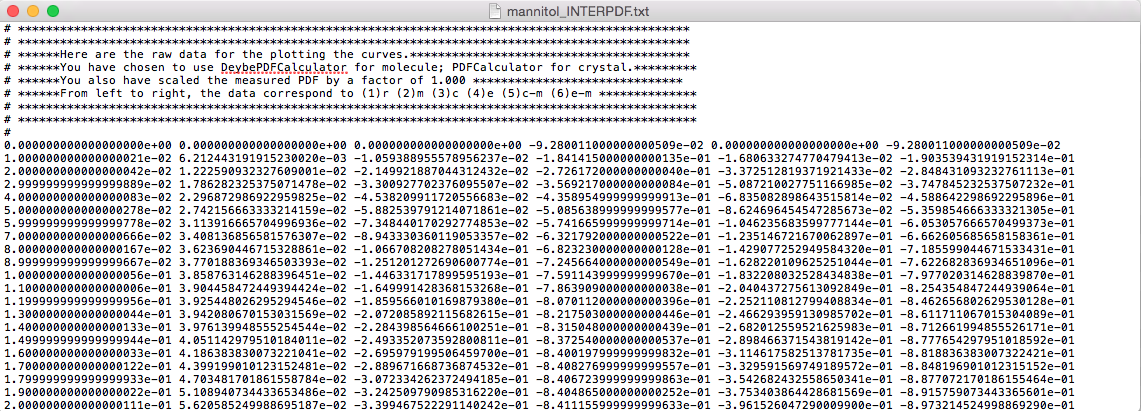 mannitol_INTERPDF.txt
# ************************************************************************************************
# *************************************************************************************************
# ******Here are the raw data for the plotting the curves.****************************************
# ******You have chosen to use DeybePDFCalculator for molecule; PDFCalculator for crystal.*********
# ******You also have scaled the measured PDF by a factor of 1.000 ******************************
# ******From left to right, the data correspond to (1)r (2)m (3)c (4)e (5)c-m (6)e-m **************
# *************************************************************************************************
# *************************************************************************************************
#
0.000000000000000000e+00 0.000000000000000000e+00 0.000000000000000000e+00 -9.280011000000000509e-02 0.000000000000000000e+00 -9.280011000000000509e-02
1.000000000000000021e-02 6.212443191915230020e-03 -1.059388955578956237e-02 -1.841415000000000135e-01 -1.680633274770479413e-02 -1.903539431919152314e-01
2.000000000000000042e-02 1.222590932327609001e-02 -2.149921887044312432e-02 -2.726172000000000040e-01 -3.372512819371921433e-02 -2.848431093232761113e-01
2.999999999999999889e-02 1.786282325375071478e-02 -3.300927702376095507e-02 -3.569217000000000084e-01 -5.087210027751166985e-02 -3.747845232537507232e-01
4.000000000000000083e-02 2.296872986922959825e-02 -4.538209911720556683e-02 -4.358954999999999913e-01 -6.835082898643515814e-02 -4.588642298692295896e-01
5.000000000000000278e-02 2.742156663333214159e-02 -5.882539791214071861e-02 -5.085638999999999577e-01 -8.624696454547285673e-02 -5.359854666333321305e-01
5.999999999999999778e-02 3.113916657049969936e-02 -7.348440170292774853e-02 -5.741665999999999714e-01 -1.046235683599777144e-01 -6.053057665704996373e-01
7.000000000000000666e-02 3.408136856581576307e-02 -8.943333036011905 3357e-02 -6.321792000000000522e-01 -1.235146721670062897e-01 -6.662605685658158361e-01
8.000000000000000167e-02 3.623690446715328861e-02 -1.066708208278051434e-01 -6.823230000000000128e-01 -1.429077252949584320e-01 -7.185599044671533431e-01
8.999999999999999667e-02 3.770188369346503393e-02 -1.251201272690600774e-01 -7.245664000000000549e-01 -1.628220109625251044e-01 -7.622682836934651096e-01
1.000000000000000056e-01 3.858763146288396451e-02 -1.446331717899595193e-01 -7.591143999999999670e-01 -1.832208032528434838e-01 -7.977020314628839870e-01
1.100000000000000006e-01 3.904458472449394424e-02 -1.649991428368153268e-01 -7.863909000000000038e-01 -2.040437275613092849e-01 -8.254354847244939064e-01
1.199999999999999956e-01 3.925448026295294546e-02 -1.859566010169879380e-01 -8.070112000000000396e-01 -2.252110812799408834e-01 -8.462656802629530128e-01
1.300000000000000044e-01 3.942080670153031569e-02 -2.072085892115682615e-01 -8.217503000000000446e-01 -2.466293959130985702e-01 -8.611711067015304089e-01
1.400000000000000133e-01 3.976139948555254544e-02 -2.284398564666100251e-01 -8.315048000000000439e-01 -2.682012559521625983e-01 -8.712661994855526171e-01
1.499999999999999944e-01 4.051142979510184011e-02 -2.493352073592800811e-01 -8.372540000000000537e-01 -2.898466371543819142e-01 -8.777654297951018592e-01
1.600000000000000033e-01 4.186383830073221041e-02 -2.695979199506459700e-01 -8.400197999999999832e-01 -3.114617582513781735e-01 -8.818836383007322421e-01
1.700000000000000122e-01 4.399199010123152481e-02 -2.889671668736874532e-01 -8.408276999999999891e-01 -3.329591569749189572e-01 -8.848196901012315152e-01
1.799999999999999933e-01 4.703481701861558784e-02 -3.072334262372494185e-01 -8.406723999999999863e-01 -3.542682432558650341e-01 -8.877072170186155464e-01
1.900000000000000022e-01 5.108940734433653486e-02 -3.242509790985316220e-01 -8.404865000000000252e-01 -3.753403864428681569e-01 -8.915759073443365601e-01
2.000000000000000111e-01 5.620585249988695187e-02 -3.399467522291140242e-01 -8.411155999999999599e-01 -3.961526047290009900e-01 -8.973214524998869290e-01